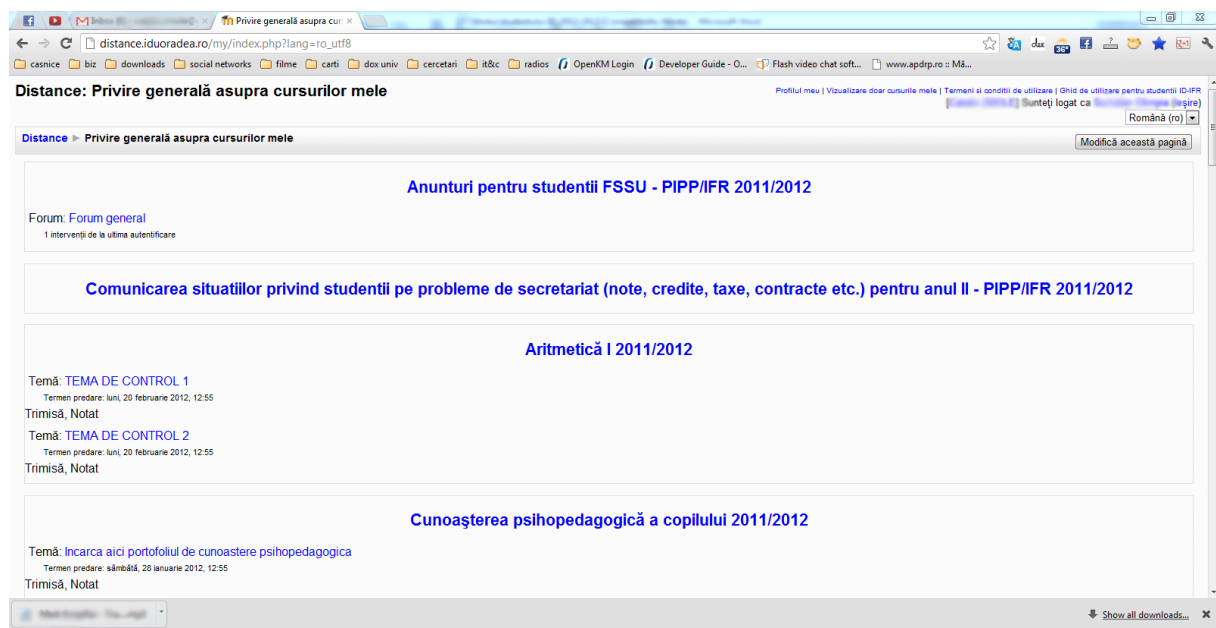 Privire generală asupra cur
distance.iduoradea.ro/my/index.php?lang=ro_utf8
casnice biz downloads social networks filme carti dox univ cercetari it&c radios OpenKM Login Developer Guide - O... Flash video chat soft... www.apdrp.ro :: Mă...
Distance: Privire generală asupra cursurilor mele
Profilul meu | Vizualizare doar cursurile mele | Termeni si conditii de utilizare | Ghid de utilizare pentru studentii ID-IFR
Sunteţi logat ca (Ieşire)
Română (ro)
Distance ► Privire generală asupra cursurilor mele
Modifică această pagină
Anunturi pentru studentii FSSU - PIPP/IFR 2011/2012
Forum: Forum general
1 intervenţii de la ultima autentificare
Comunicarea situatiilor privind studentii pe probleme de secretariat (note, credite, taxe, contracte etc.) pentru anul II - PIPP/IFR 2011/2012
Aritmetică I 2011/2012
Temă: TEMA DE CONTROL 1
Termen predare: luni, 20 februarie 2012, 12:55
Trimisă, Notat
Temă: TEMA DE CONTROL 2
Termen predare: luni, 20 februarie 2012, 12:55
Trimisă, Notat
Cunoaşterea psihopedagogică a copilului 2011/2012
Temă: Incarca aici portofoliul de cunoastere psihopedagogica
Termen predare: sâmbătă, 28 ianuarie 2012, 12:55
Trimisă, Notat
Show all downloads...